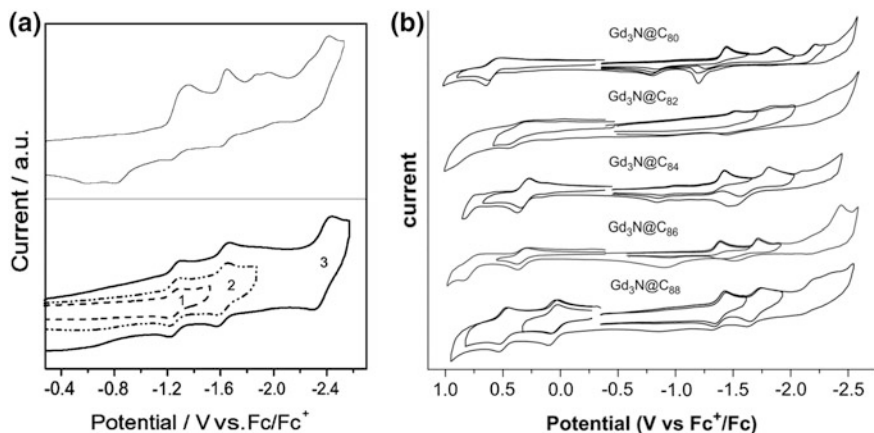 (a)
Current / a.u.
1
2
3
-0.4 -0.8 -1.2 -1.6 -2.0 -2.4
Potential / V vs.Fc/Fc⁺
(b)
current
Gd₃N@C₈₀
Gd₃N@C₈₂
Gd₃N@C₈₄
Gd₃N@C₈₆
Gd₃N@C₈₈
1.0 0.5 0.0 -0.5 -1.0 -1.5 -2.0 -2.5
Potential (V vs Fc⁺/Fc)